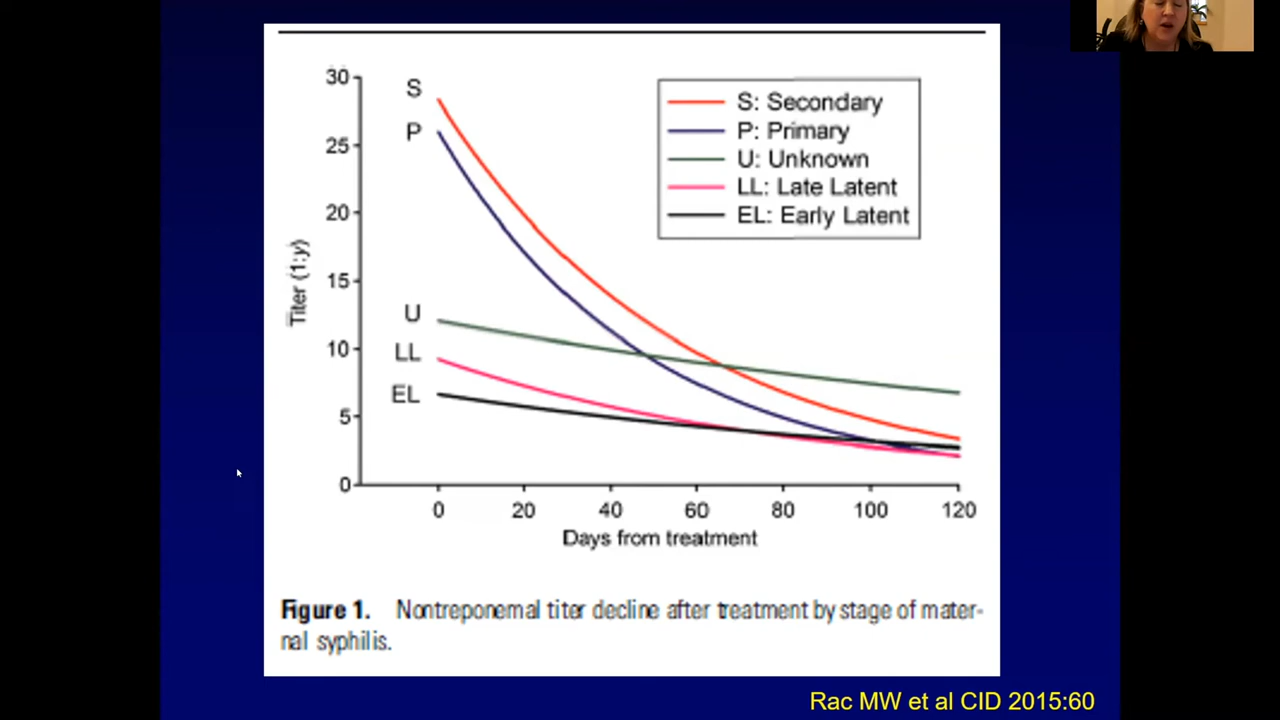 30
25
20
15
10
5
0
Titer (1:y)
S
P
U
LL
EL
S: Secondary
P: Primary
U: Unknown
LL: Late Latent
EL: Early Latent
0 20 40 60 80 100 120
Days from treatment
Figure 1. Nontreponemal titer decline after treatment by stage of mater-
nal syphilis.
Rac MW et al CID 2015:60